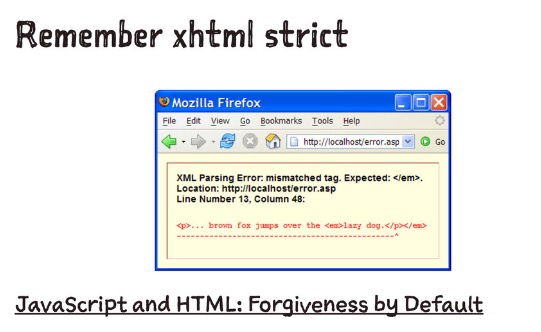 Remember xhtml strict
Mozilla Firefox
File Edit View Go Bookmarks Tools Help
http://localhost/error.asp Go
XML Parsing Error: mismatched tag. Expected: </em>.
Location: http://localhost/error.asp
Line Number 13, Column 48:
<p>... brown fox jumps over the <em>lazy dog.</p></em>
-----------------------------------------------^
JavaScript and HTML: Forgiveness by Default